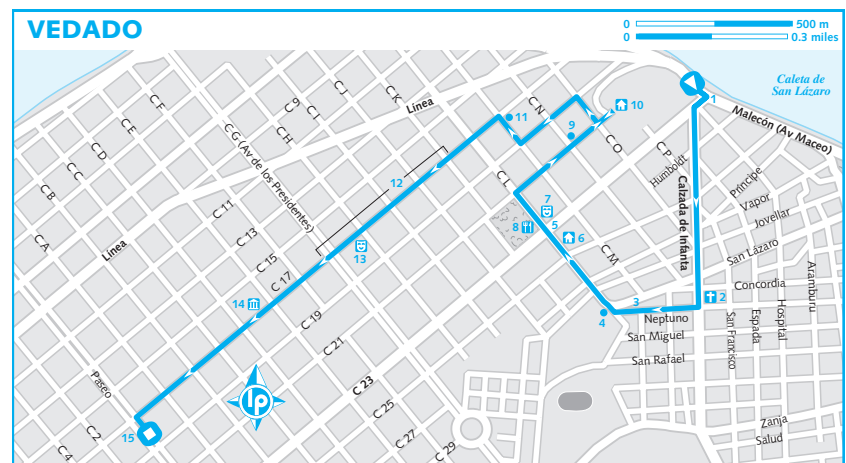 VEDADO
0 500 m
0 0.3 miles
Caleta de
San Lázaro
Malecón (Av Maceo)
C F
C E
C D
C C
C B
C A
C 9
C I
C H
C J
C K
Línea
C G (Av de los Presidentes)
C N
C O
C P
C L
C M
Humboldt
Calzada de Infanta
Príncipe
Vapor
Jovellar
San Lázaro
Concordia
Aramburu
Hospital
Espada
San Francisco
Neptuno
San Miguel
San Rafael
Zanja
Salud
Línea
C 11
C 13
C 15
C 17
C 19
C 21
C 23
C 25
C 27
C 29
Paseo
C 2
C 4
1
2
3
4
5
6
7
8
9
10
11
12
13
14
15
lp